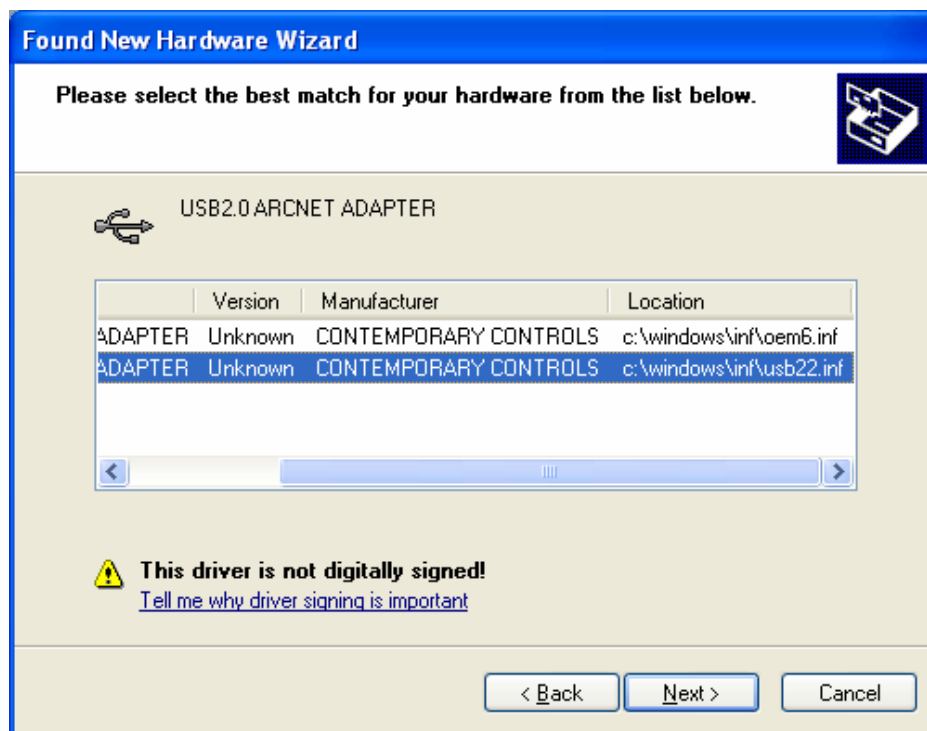 Found New Hardware Wizard
Please select the best match for your hardware from the list below.
USB2.0 ARCNET ADAPTER
Version Manufacturer Location
ADAPTER Unknown CONTEMPORARY CONTROLS c:\windows\inf\oem6.inf
ADAPTER Unknown CONTEMPORARY CONTROLS c:\windows\inf\usb22.inf
This driver is not digitally signed!
Tell me why driver signing is important
< Back Next > Cancel